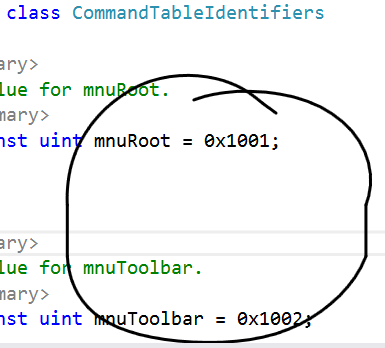 class CommandTableIdentifiers
ary>
lue for mnuRoot.
mary>
nst uint mnuRoot = 0x1001;
ary>
lue for mnuToolbar.
mary>
nst uint mnuToolbar = 0x1002;